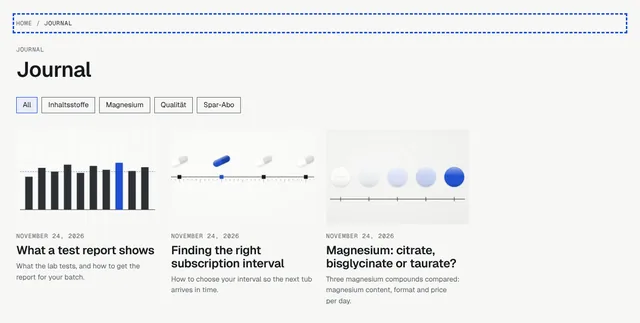 HOME / JOURNAL
JOURNAL
Journal
All
Inhaltsstoffe
Magnesium
Qualität
Spar-Abo
NOVEMBER 24, 2026
What a test report shows
What the lab tests, and how to get the
report for your batch.
NOVEMBER 24, 2026
Finding the right
subscription interval
How to choose your interval so the next tub
arrives in time.
NOVEMBER 24, 2026
Magnesium: citrate,
bisglycinate or taurate?
Three magnesium compounds compared:
magnesium content, format and price
per day.